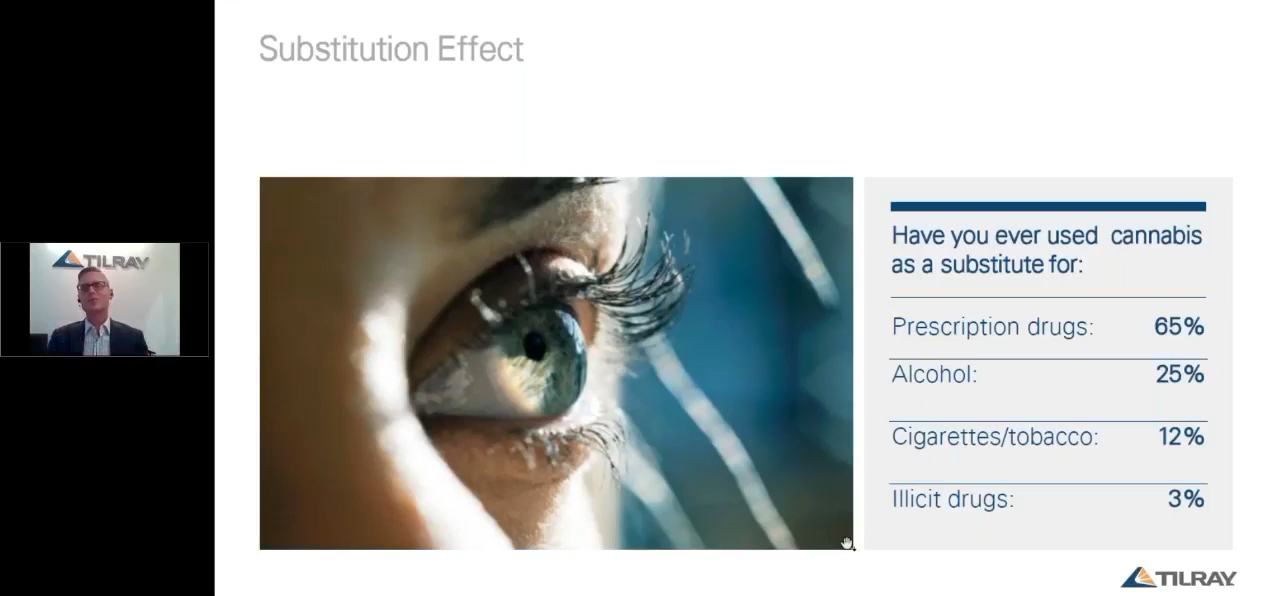 Substitution Effect
TILRAY
Have you ever used cannabis
as a substitute for:
Prescription drugs: 65%
Alcohol: 25%
Cigarettes/tobacco: 12%
Illicit drugs: 3%
TILRAY